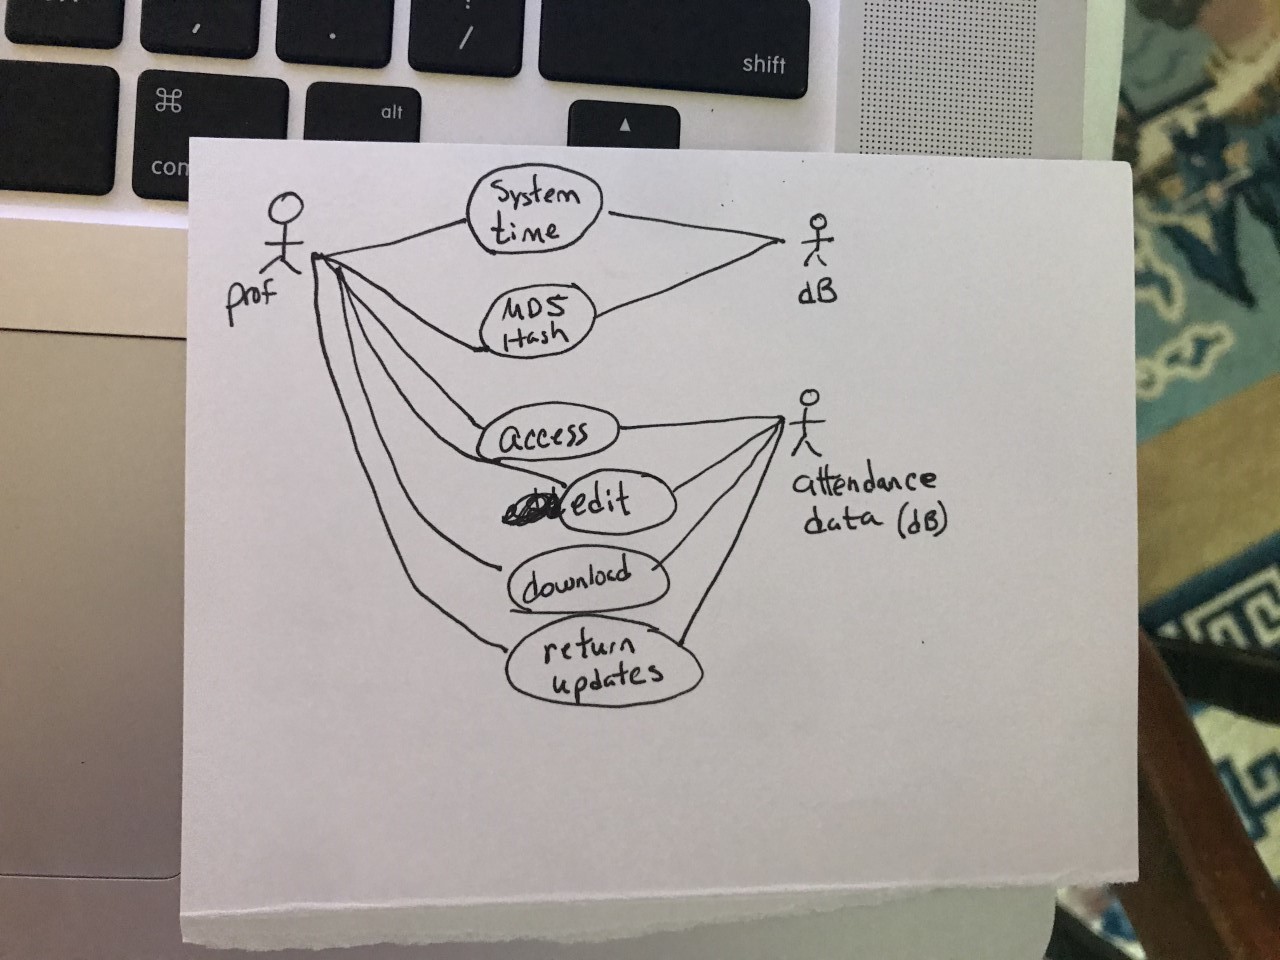 ,
.
/
shift
⌘
alt
com
▲
System
time
prof
dB
MD5
Hash
access
edit
attendance
data (dB)
download
return
updates